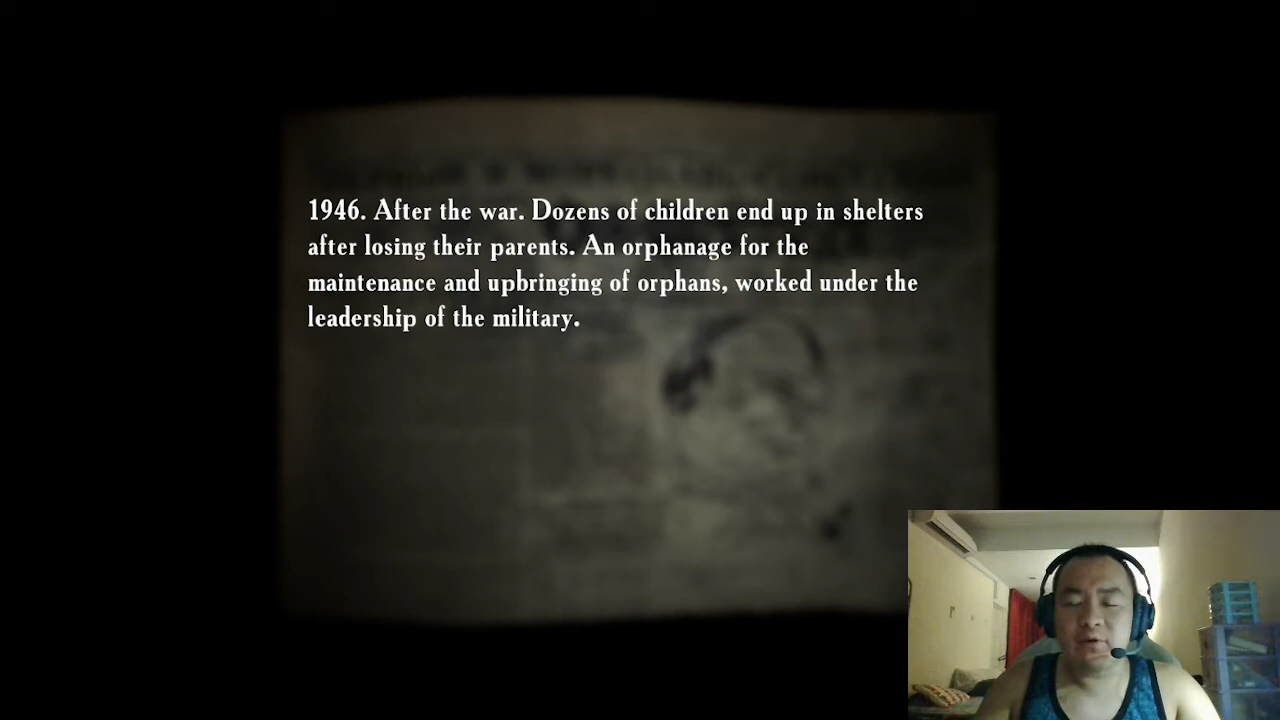 1946. After the war. Dozens of children end up in shelters
after losing their parents. An orphanage for the
maintenance and upbringing of orphans, worked under the
leadership of the military.